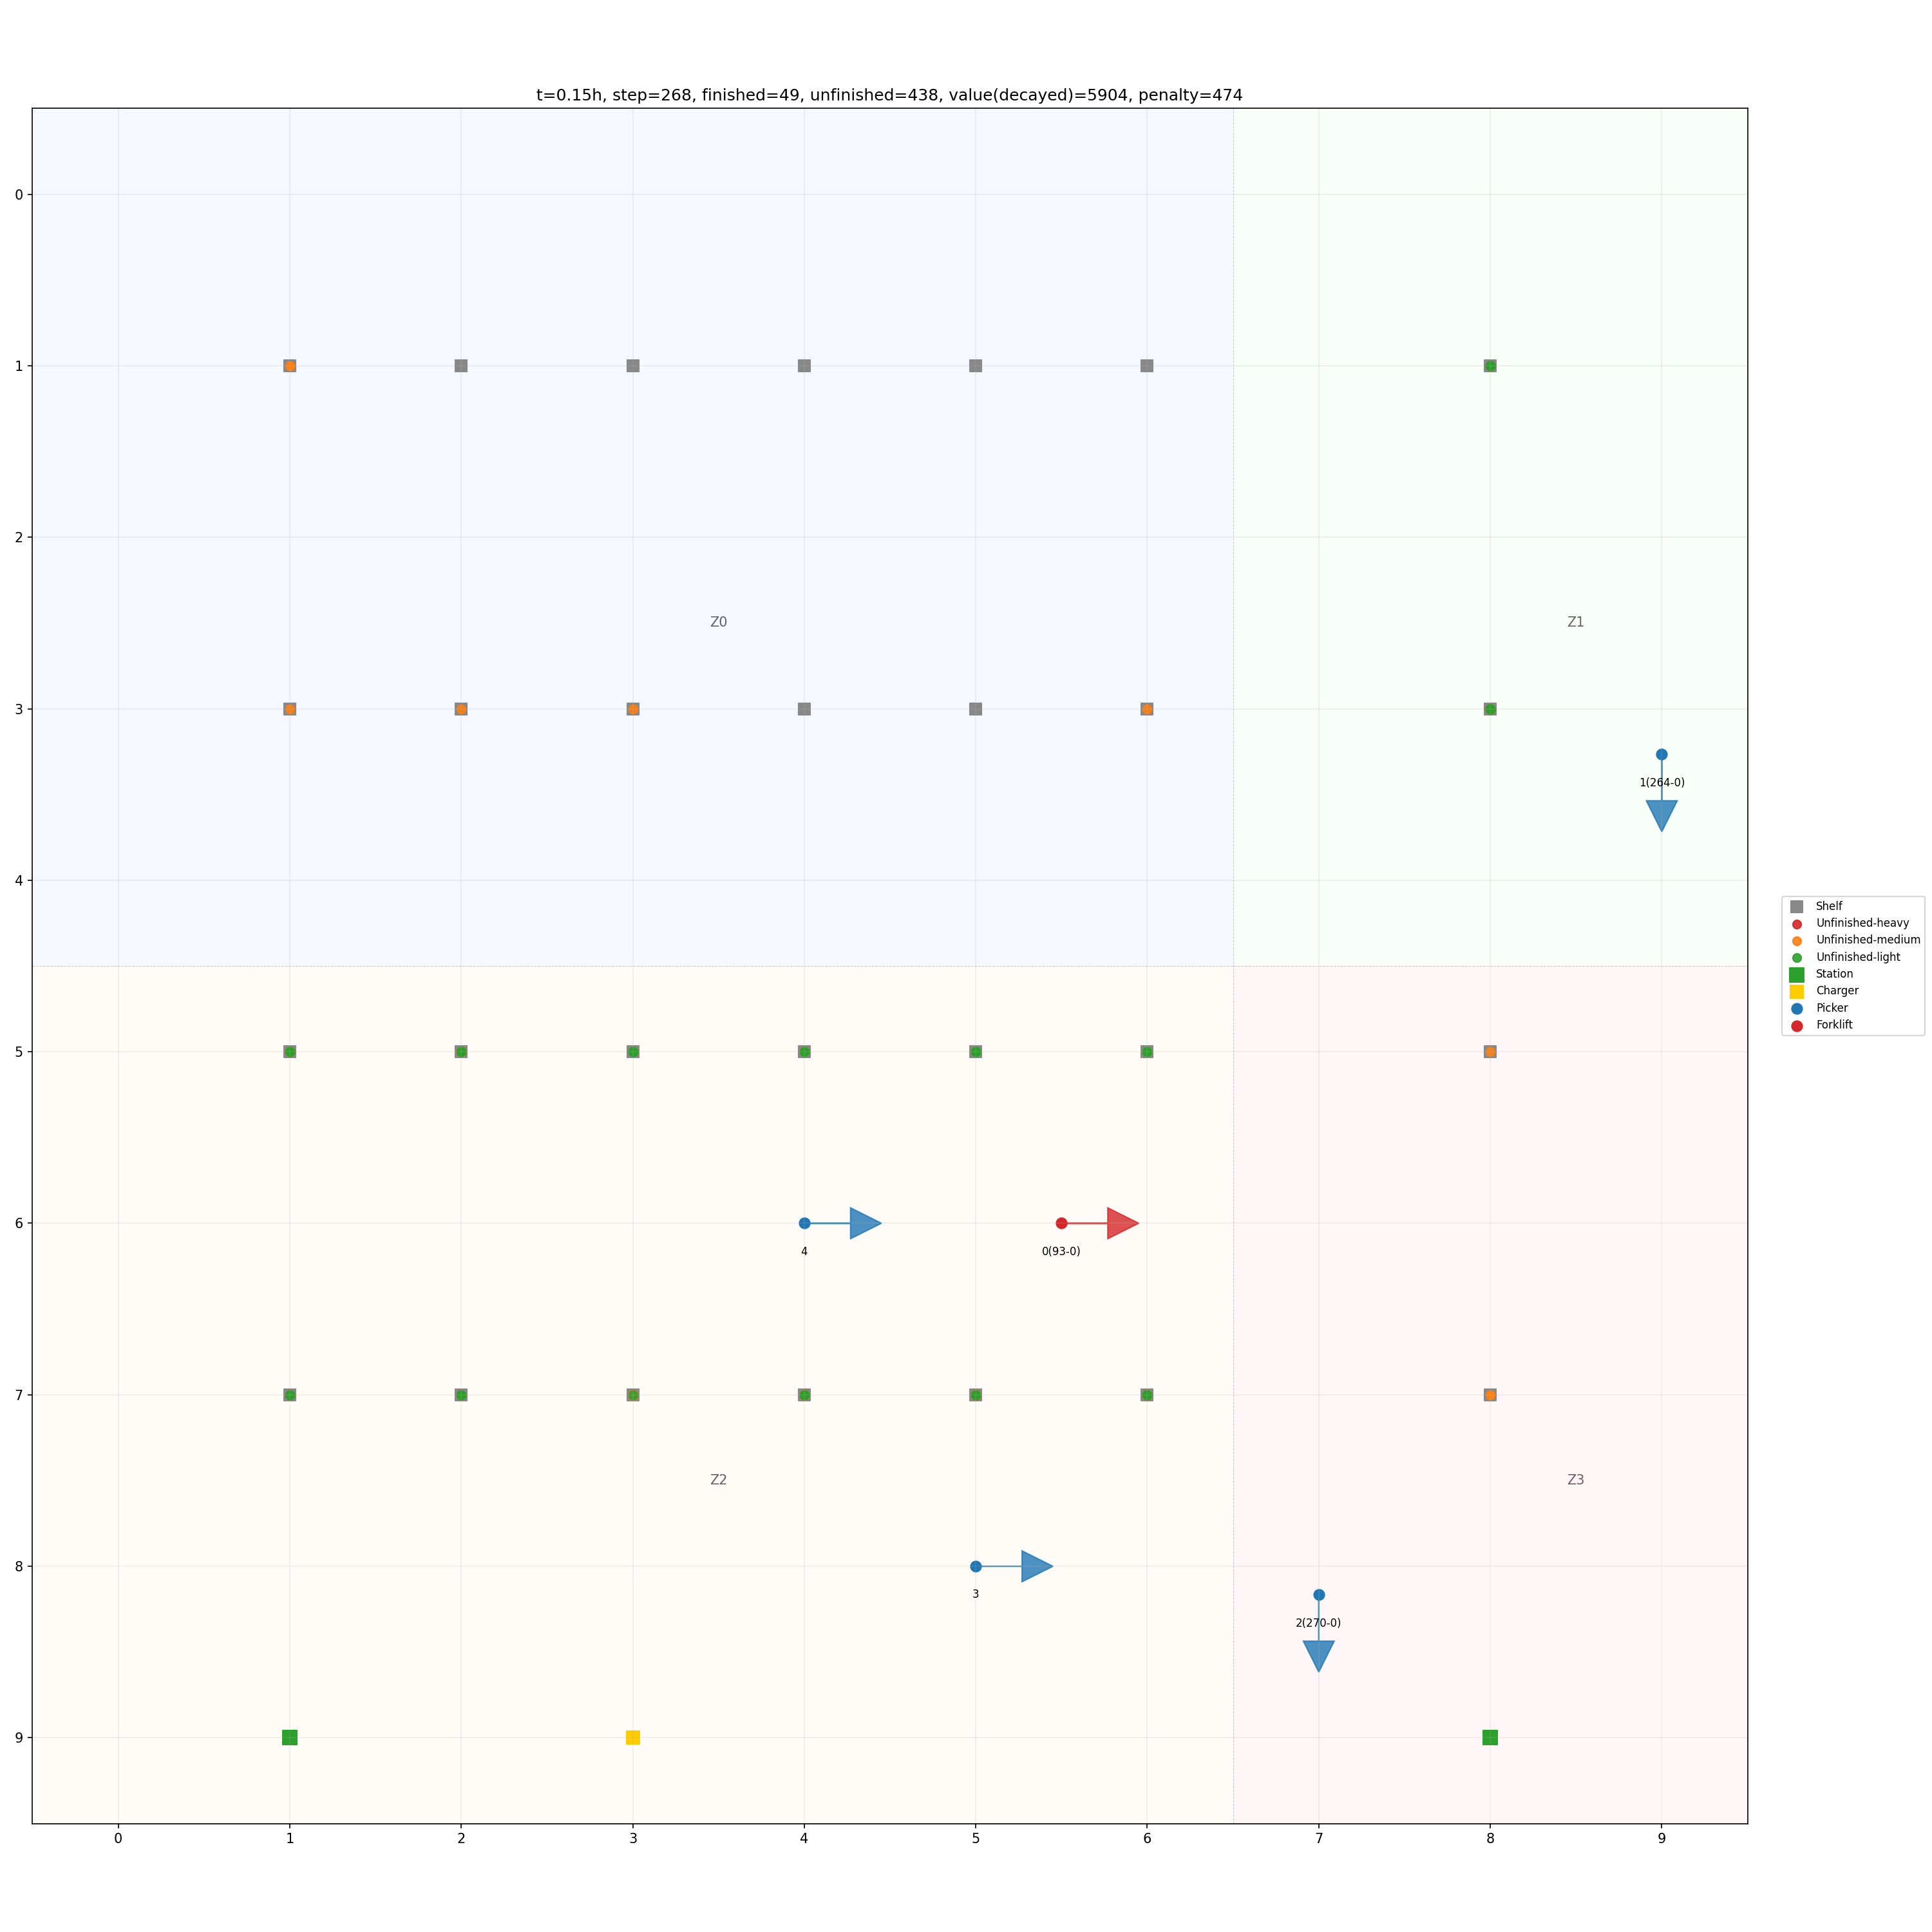 t=0.15h, step=268, finished=49, unfinished=438, value(decayed)=5904, penalty=474
0
1
2
Z0
Z1
3
1(264-0)
4
Shelf
Unfinished-heavy
Unfinished-medium
Unfinished-light
Station
Charger
Picker
Forklift
5
6
4
0(93-0)
7
Z2
Z3
8
3
2(270-0)
9
0 1 2 3 4 5 6 7 8 9